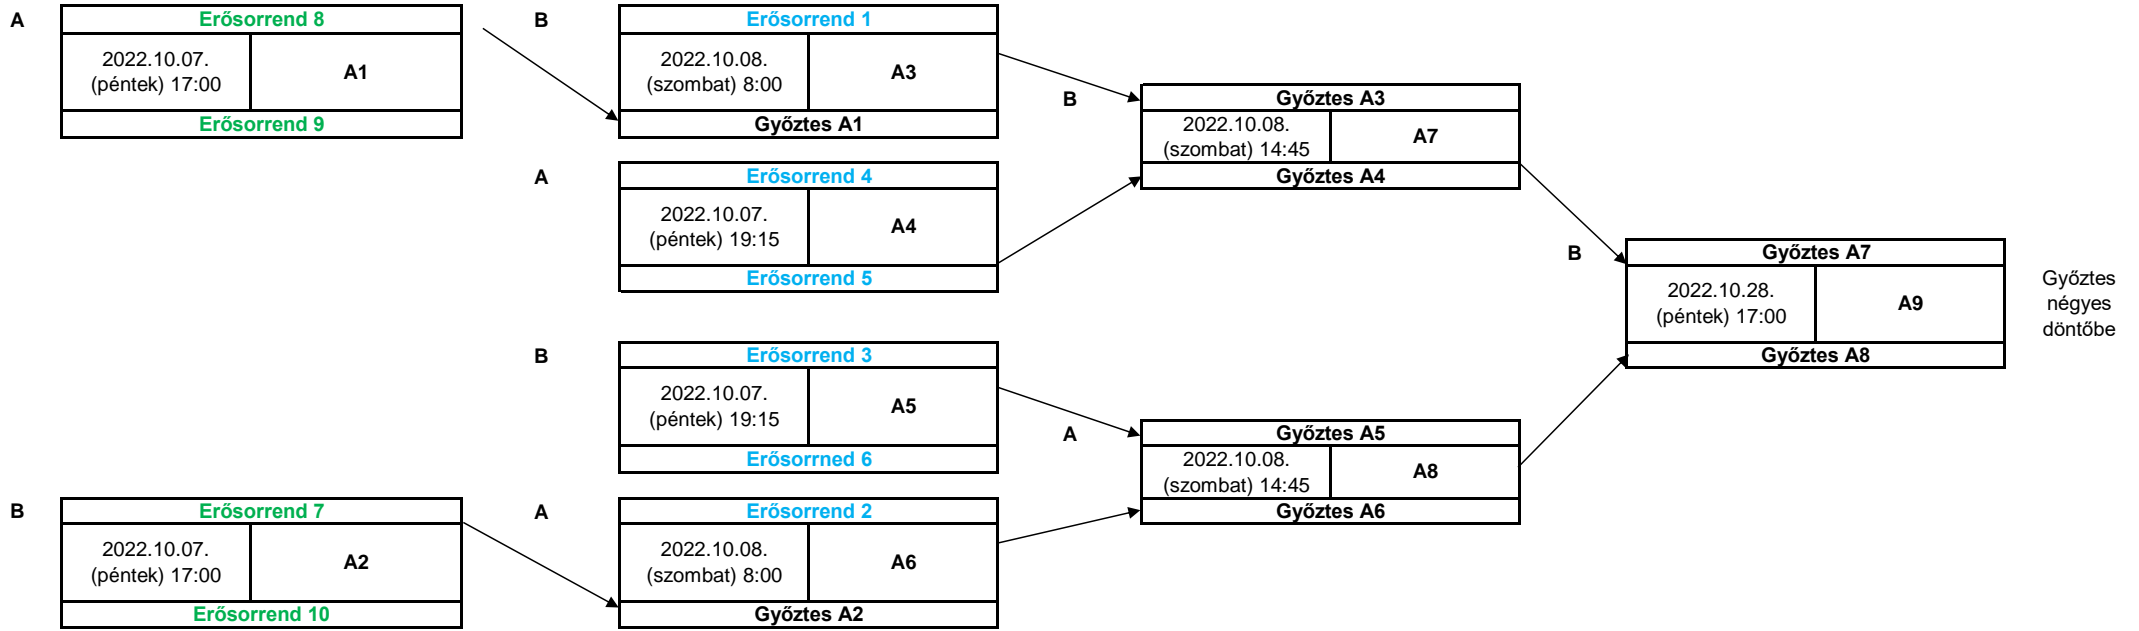 A
Erősorrend 8
2022.10.07.
(péntek) 17:00
A1
Erősorrend 9
B
Erősorrend 1
2022.10.08.
(szombat) 8:00
A3
Győztes A1
A
Erősorrend 4
2022.10.07.
(péntek) 19:15
A4
Erősorrend 5
B
Győztes A3
2022.10.08.
(szombat) 14:45
A7
Győztes A4
B
Győztes A7
2022.10.28.
(péntek) 17:00
A9
Győztes A8
Győztes
négyes
döntőbe
B
Erősorrend 3
2022.10.07.
(péntek) 19:15
A5
Erősorrned 6
A
Győztes A5
2022.10.08.
(szombat) 14:45
A8
Győztes A6
B
Erősorrend 7
2022.10.07.
(péntek) 17:00
A2
Erősorrend 10
A
Erősorrend 2
2022.10.08.
(szombat) 8:00
A6
Győztes A2